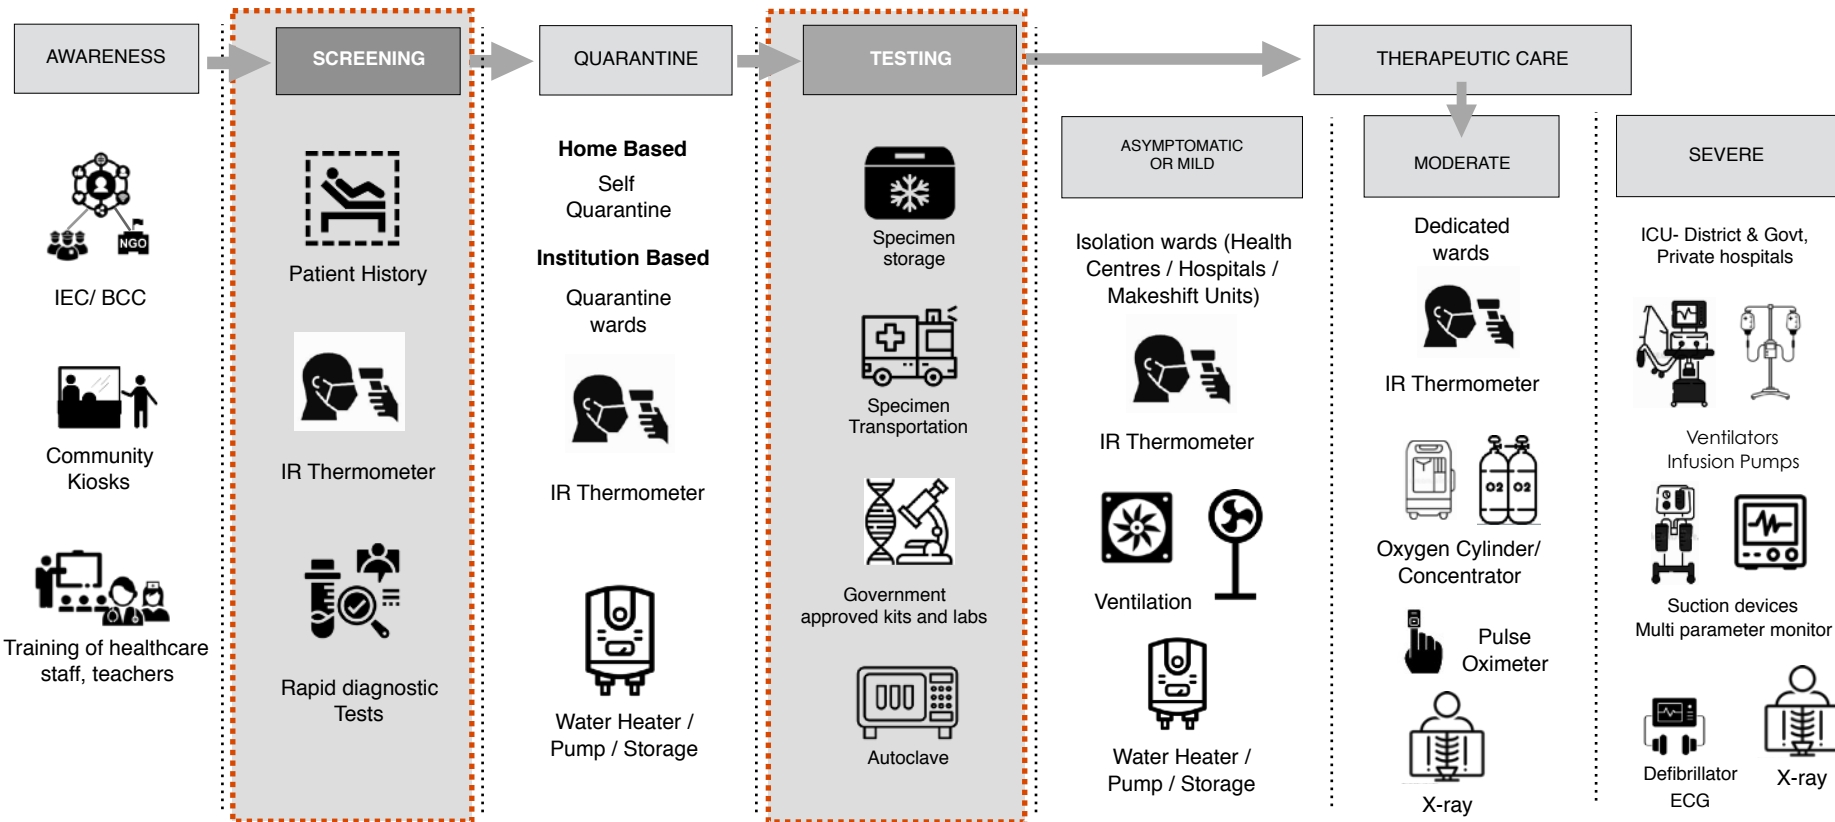 AWARENESS
SCREENING
QUARANTINE
TESTING
THERAPEUTIC CARE
NGO
IEC/ BCC
Community
Kiosks
Training of healthcare
staff, teachers
Patient History
IR Thermometer
Rapid diagnostic
Tests
Home Based
Self
Quarantine
Institution Based
Quarantine
wards
IR Thermometer
Water Heater /
Pump / Storage
Specimen
storage
Specimen
Transportation
Government
approved kits and labs
Autoclave
ASYMPTOMATIC
OR MILD
Isolation wards (Health
Centres / Hospitals /
Makeshift Units)
IR Thermometer
Ventilation
Water Heater /
Pump / Storage
MODERATE
Dedicated
wards
IR Thermometer
O2 O2
Oxygen Cylinder/
Concentrator
Pulse
Oximeter
X-ray
SEVERE
ICU- District & Govt,
Private hospitals
Ventilators
Infusion Pumps
Suction devices
Multi parameter monitor
Defibrillator
ECG
X-ray